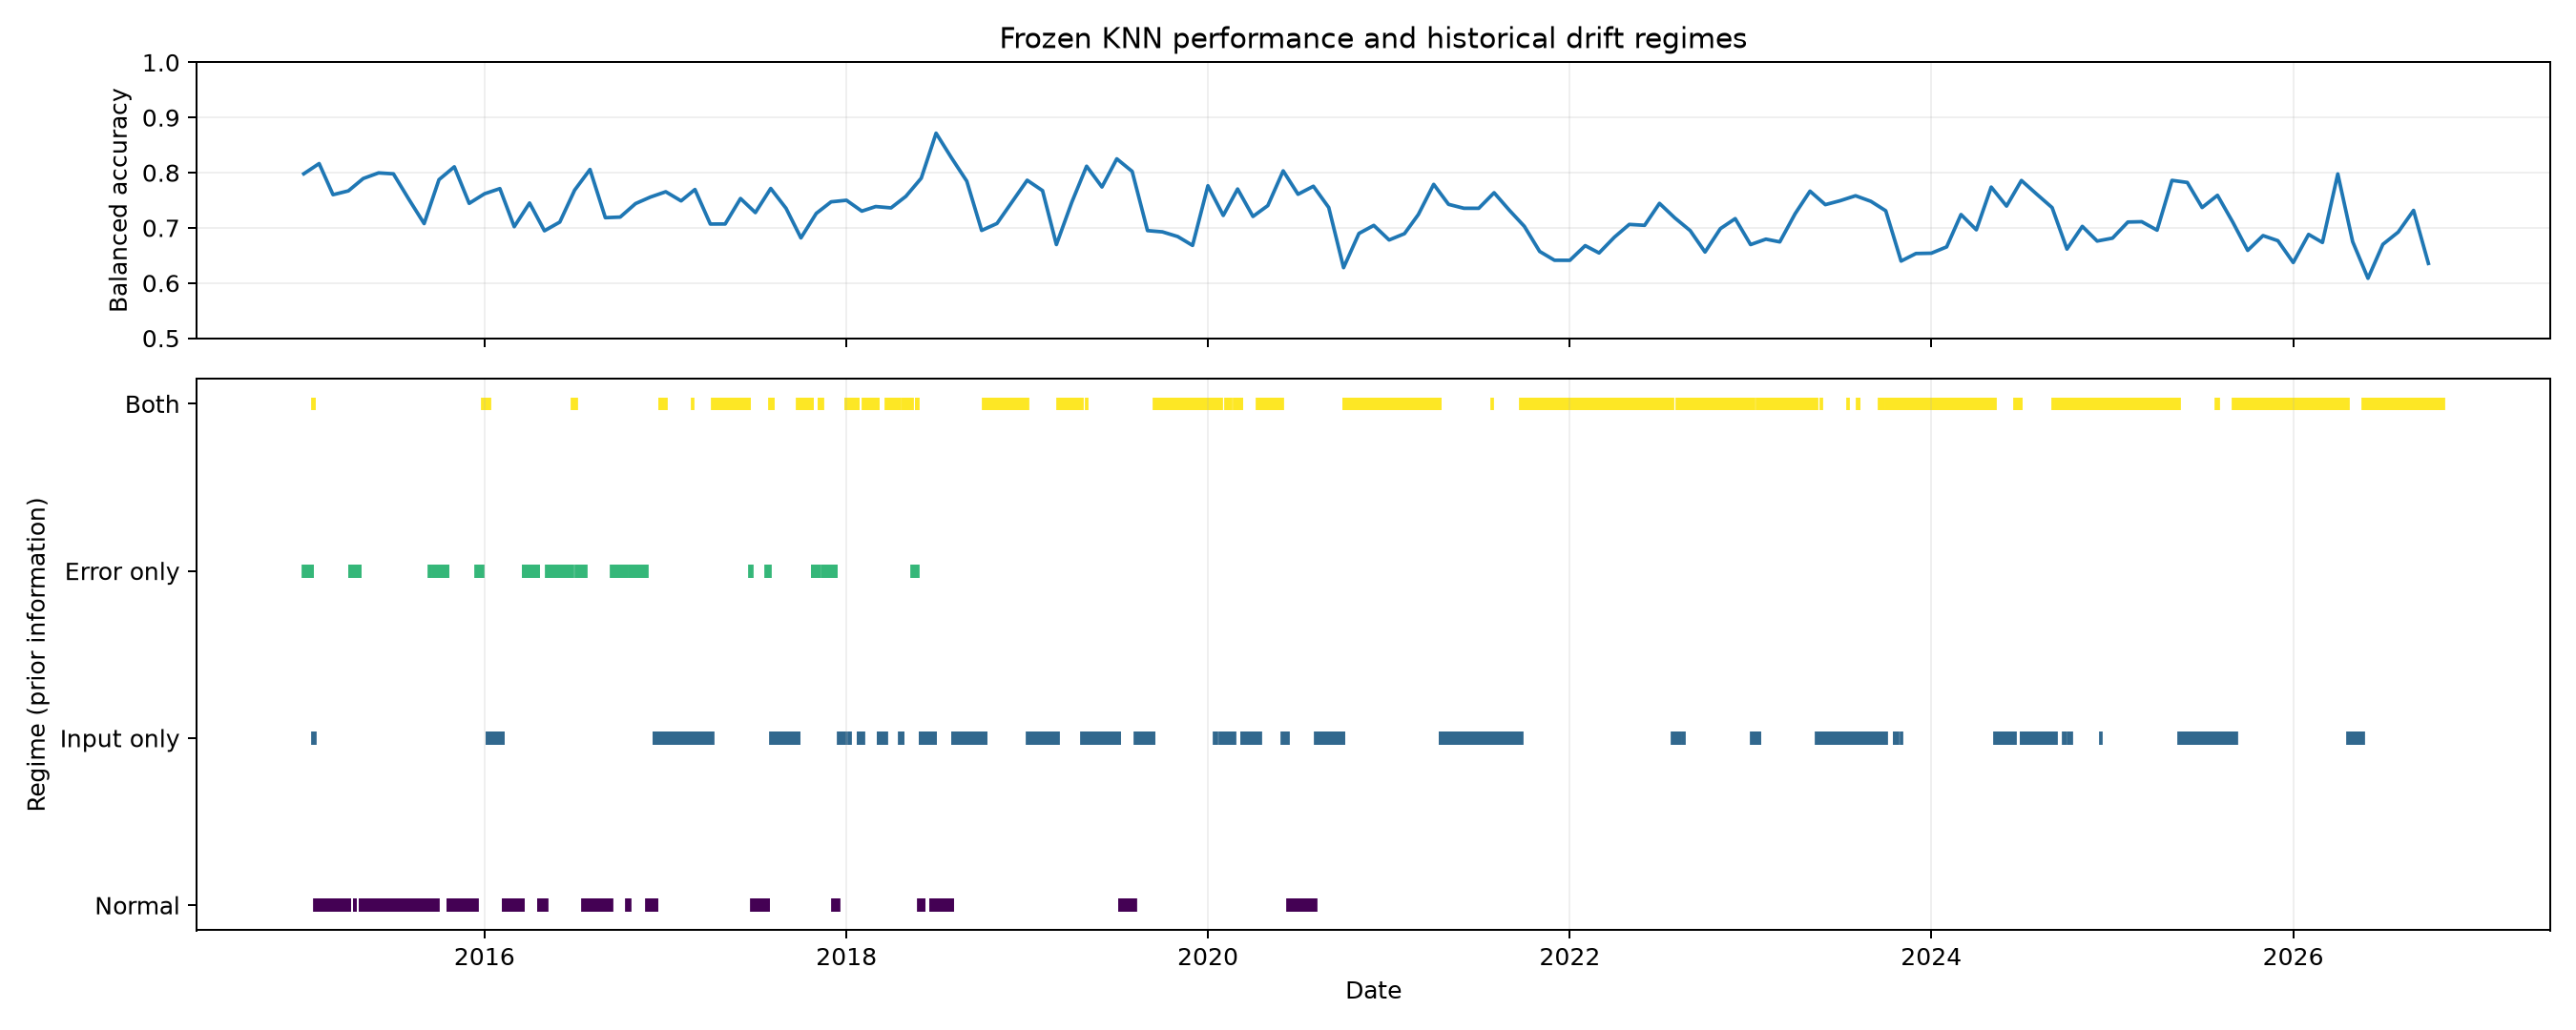 Frozen KNN performance and historical drift regimes
Balanced accuracy
1.0
0.9
0.8
0.7
0.6
0.5
Regime (prior information)
Both
Error only
Input only
Normal
2016 2018 2020 2022 2024 2026
Date